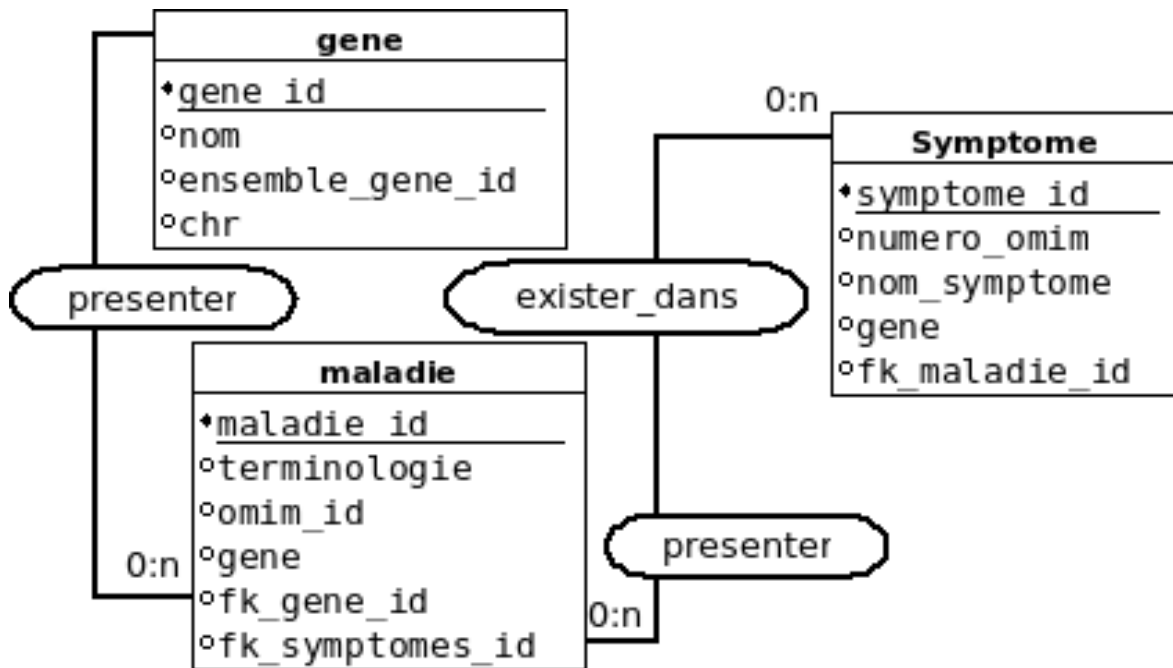 gene
gene_id
nom
ensemble_gene_id
chr
presenter
0:n
maladie
maladie_id
terminologie
omim_id
gene
fk_gene_id
fk_symptomes_id
0:n
exister_dans
presenter
0:n
Symptome
symptome_id
numero_omim
nom_symptome
gene
fk_maladie_id